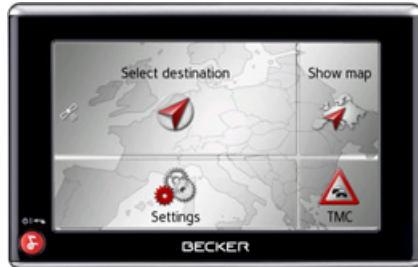 Select destination
Show map
Settings
TMC
BECKER